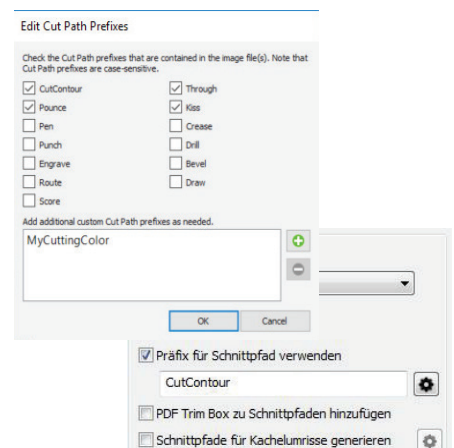 Edit Cut Path Prefixes
Check the Cut Path prefixes that are contained in the image file(s). Note that
Cut Path prefixes are case-sensitive.
CutContour Through
Pounce Kiss
Pen Crease
Punch Drill
Engrave Bevel
Route Draw
Score
Add additional custom Cut Path prefixes as needed.
MyCuttingColor
OK Cancel
Präfix für Schnittpfad verwenden
CutContour
PDF Trim Box zu Schnittpfaden hinzufügen
Schnittpfade für Kachelumrisse generieren